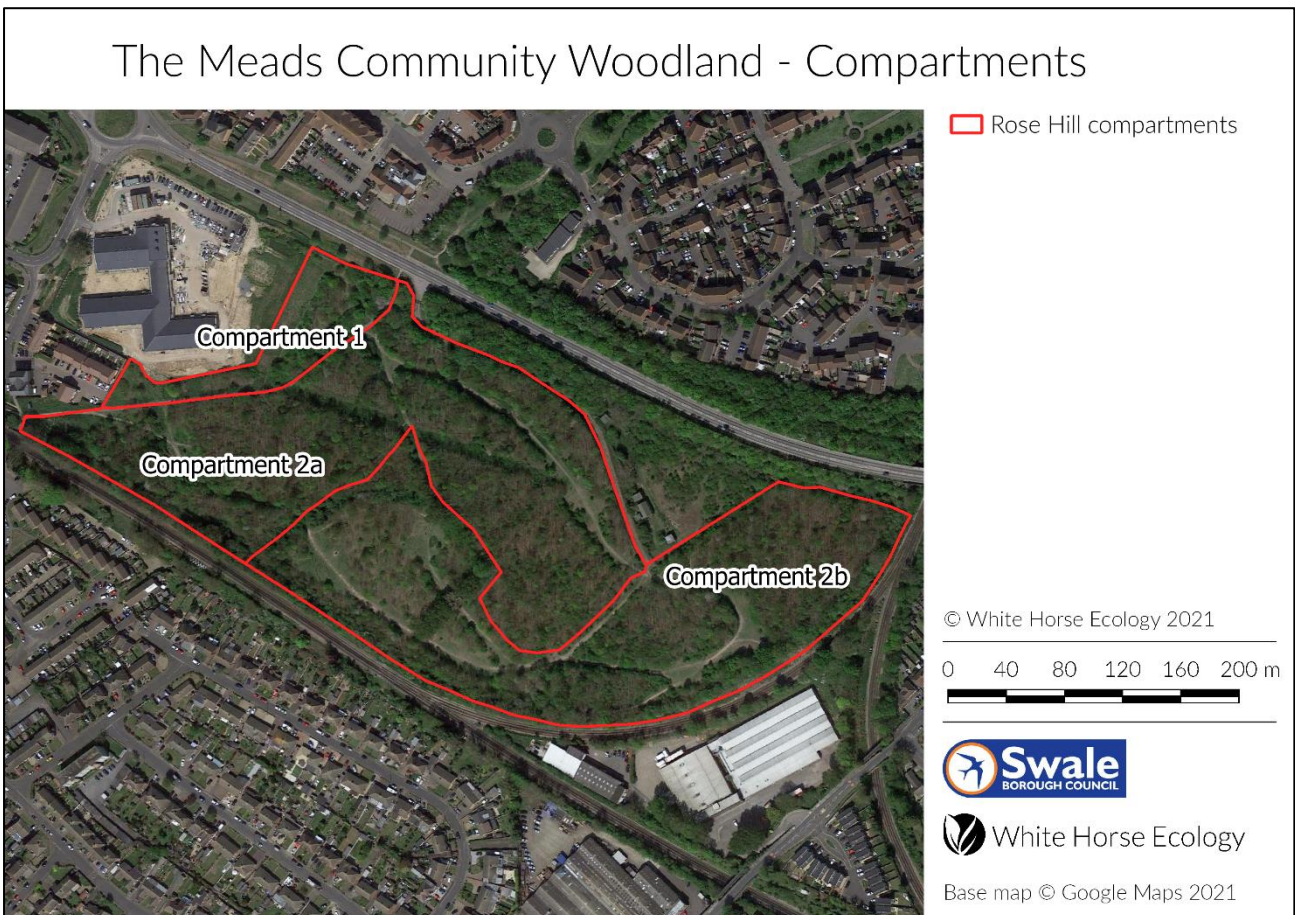 The Meads Community Woodland - Compartments
Rose Hill compartments
Compartment 1
Compartment 2a
Compartment 2b
© White Horse Ecology 2021
0 40 80 120 160 200 m
Swale
BOROUGH COUNCIL
White Horse Ecology
Base map © Google Maps 2021